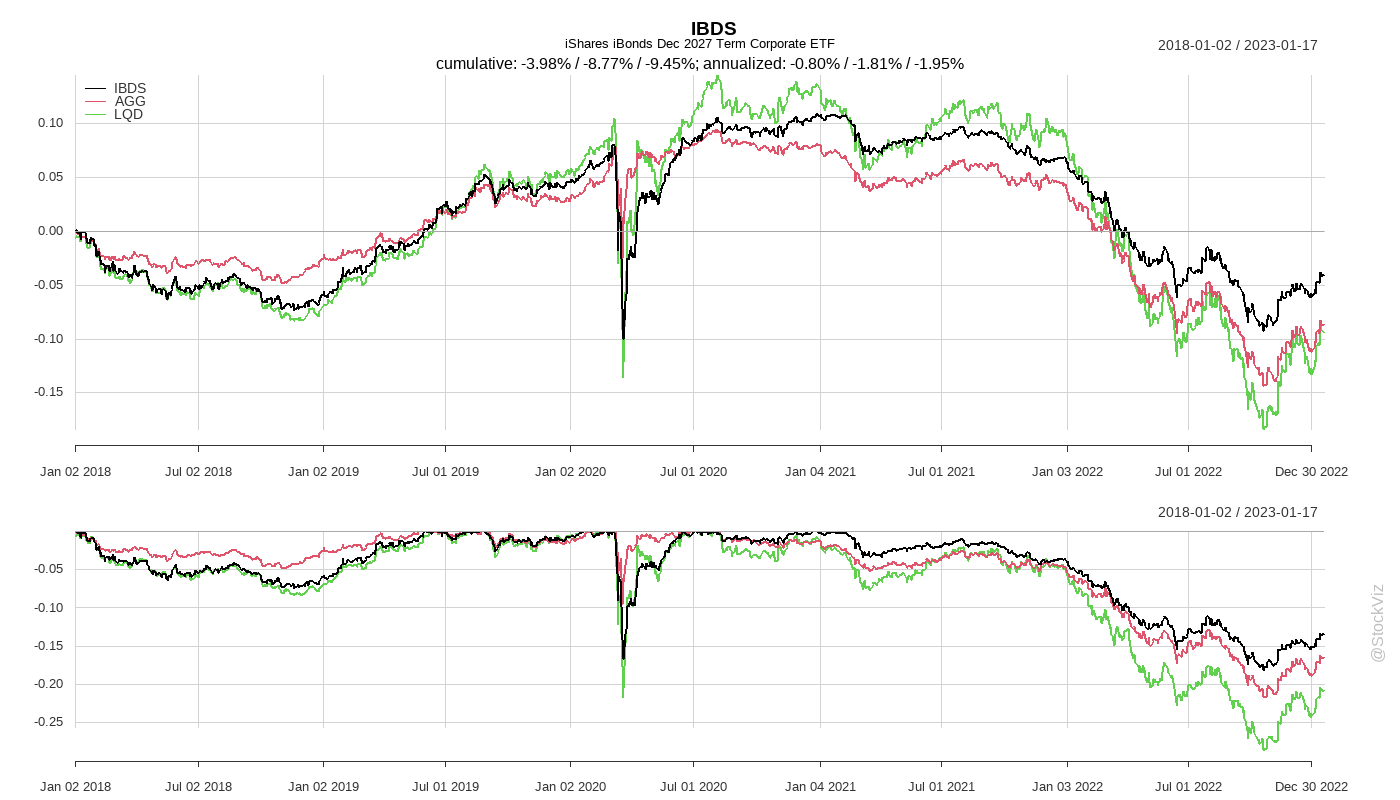 IBDS
iShares iBonds Dec 2027 Term Corporate ETF
2018-01-02 / 2023-01-17
cumulative: -3.98% / -8.77% / -9.45%; annualized: -0.80% / -1.81% / -1.95%
IBDS
AGG
LQD
0.10
0.05
0.00
-0.05
-0.10
-0.15
Jan 02 2018 Jul 02 2018 Jan 02 2019 Jul 01 2019 Jan 02 2020 Jul 01 2020 Jan 04 2021 Jul 01 2021 Jan 03 2022 Jul 01 2022 Dec 30 2022
2018-01-02 / 2023-01-17
-0.05
-0.10
-0.15
-0.20
-0.25
Jan 02 2018 Jul 02 2018 Jan 02 2019 Jul 01 2019 Jan 02 2020 Jul 01 2020 Jan 04 2021 Jul 01 2021 Jan 03 2022 Jul 01 2022 Dec 30 2022
@StockViz